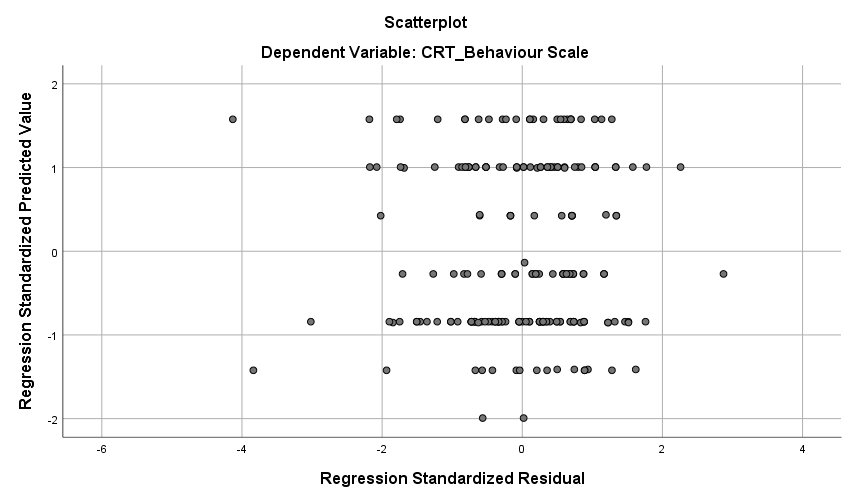 Scatterplot
Dependent Variable: CRT_Behaviour Scale
Regression Standardized Predicted Value
2
1
0
-1
-2
-6
-4
-2
0
2
4
Regression Standardized Residual